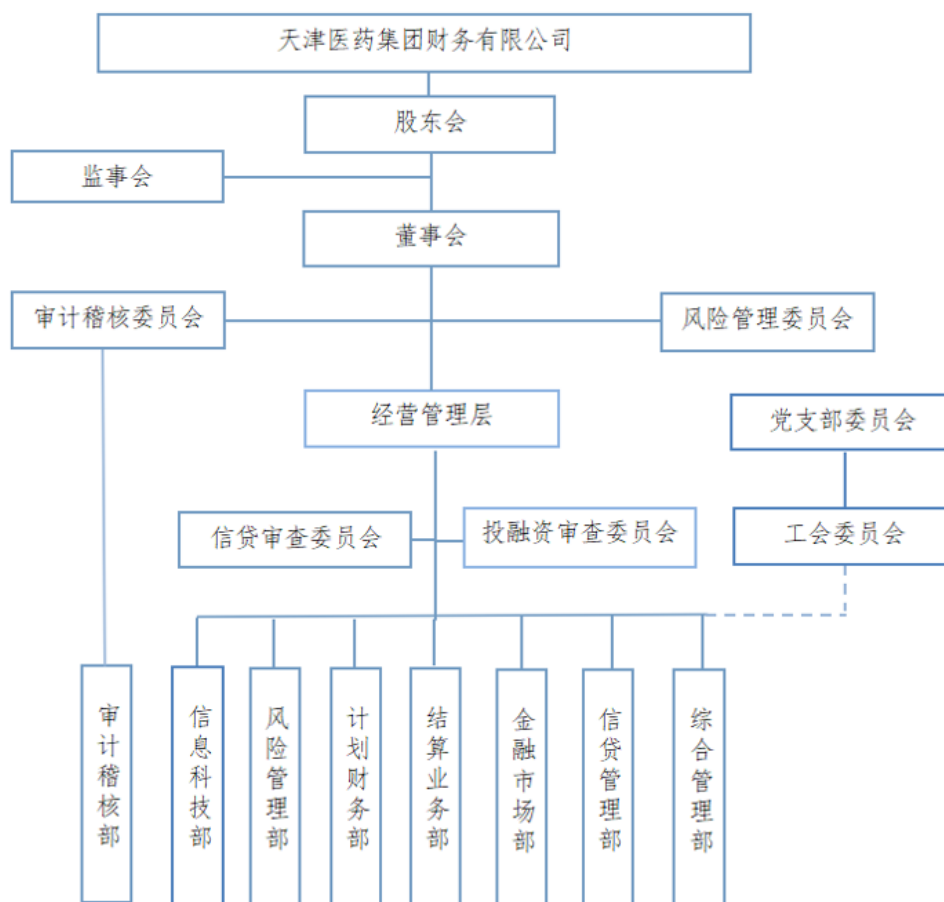 天津医药集团财务有限公司
股东会
监事会
董事会
审计稽核委员会
风险管理委员会
经营管理层
党支部委员会
信贷审查委员会
投融资审查委员会
工会委员会
审计稽核部
信息科技部
风险管理部
计划财务部
结算业务部
金融市场部
信贷管理部
综合管理部